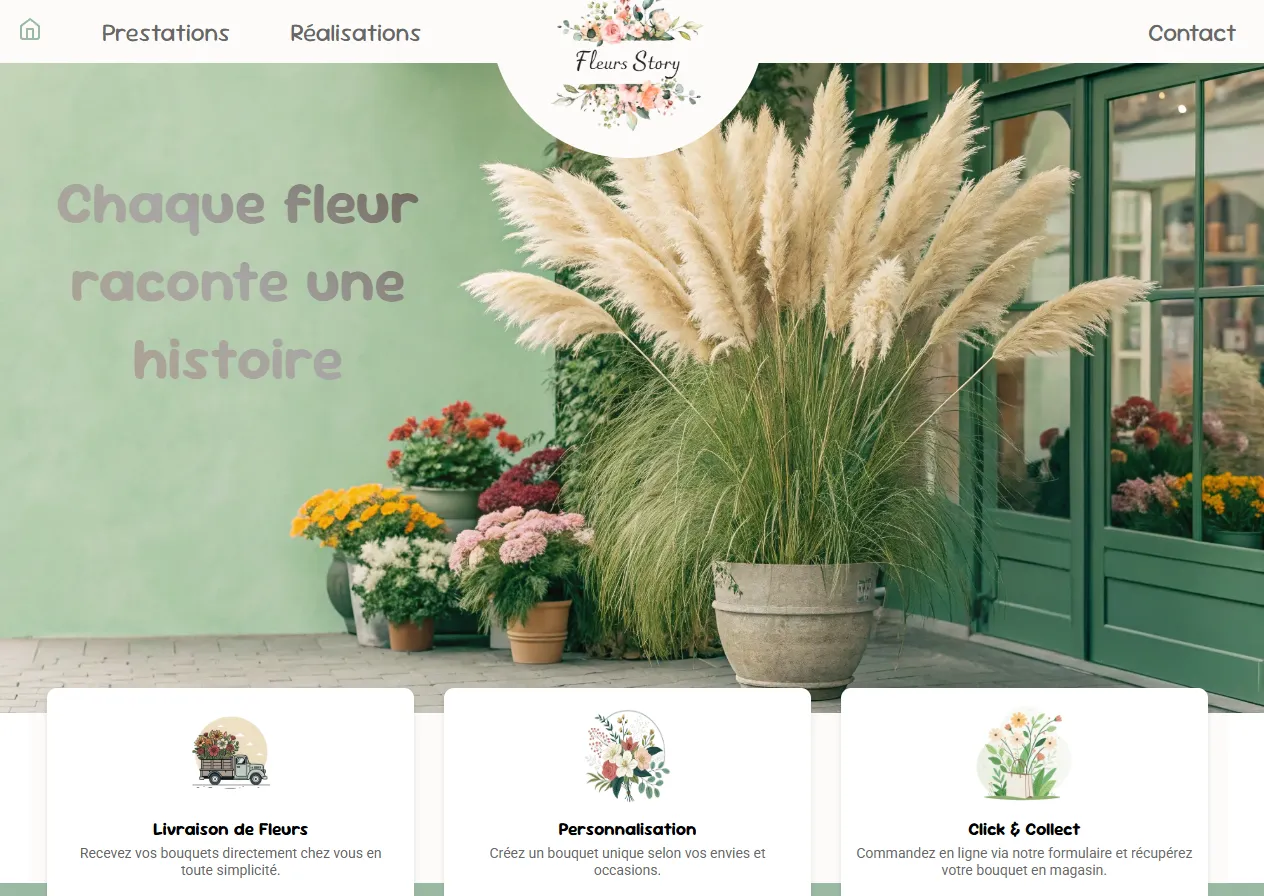 Prestations
Réalisations
Fleurs Story
Contact
Chaque fleur
raconte une
histoire
Livraison de Fleurs
Recevez vos bouquets directement chez vous en
toute simplicité.
Personnalisation
Créez un bouquet unique selon vos envies et
occasions.
Click & Collect
Commandez en ligne via notre formulaire et récupérez
votre bouquet en magasin.